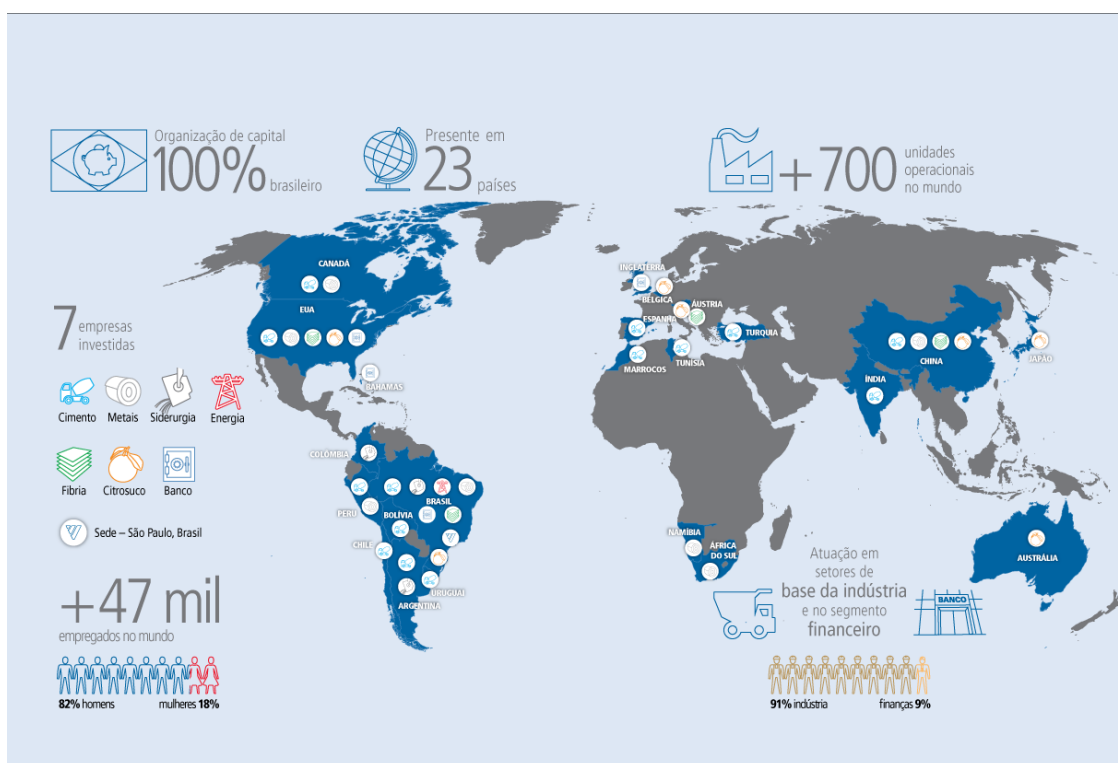 Organização de capital
100% brasileiro
Presente em
23 países
+ 700 unidades
operacionais
no mundo
CANADÁ
EUA
BAHAMAS
INGLATERRA
BÉLGICA
ÁUSTRIA
ESPANHA
TURQUIA
MARROCOS
TUNISIA
CHINA
JAPÃO
ÍNDIA
7 empresas
investidas
Cimento Metais Siderurgia Energia
Fibria Citrosuco Banco
Sede – São Paulo, Brasil
COLÔMBIA
BRASIL
PERU
BOLÍVIA
CHILE
URUGUAI
ARGENTINA
NAMÍBIA
ÁFRICA
DO SUL
AUSTRÁLIA
+47 mil
empregados no mundo
82% homens mulheres 18%
Atuação em
setores de
base da indústria
e no segmento
financeiro
BANCO
91% indústria finanças 9%